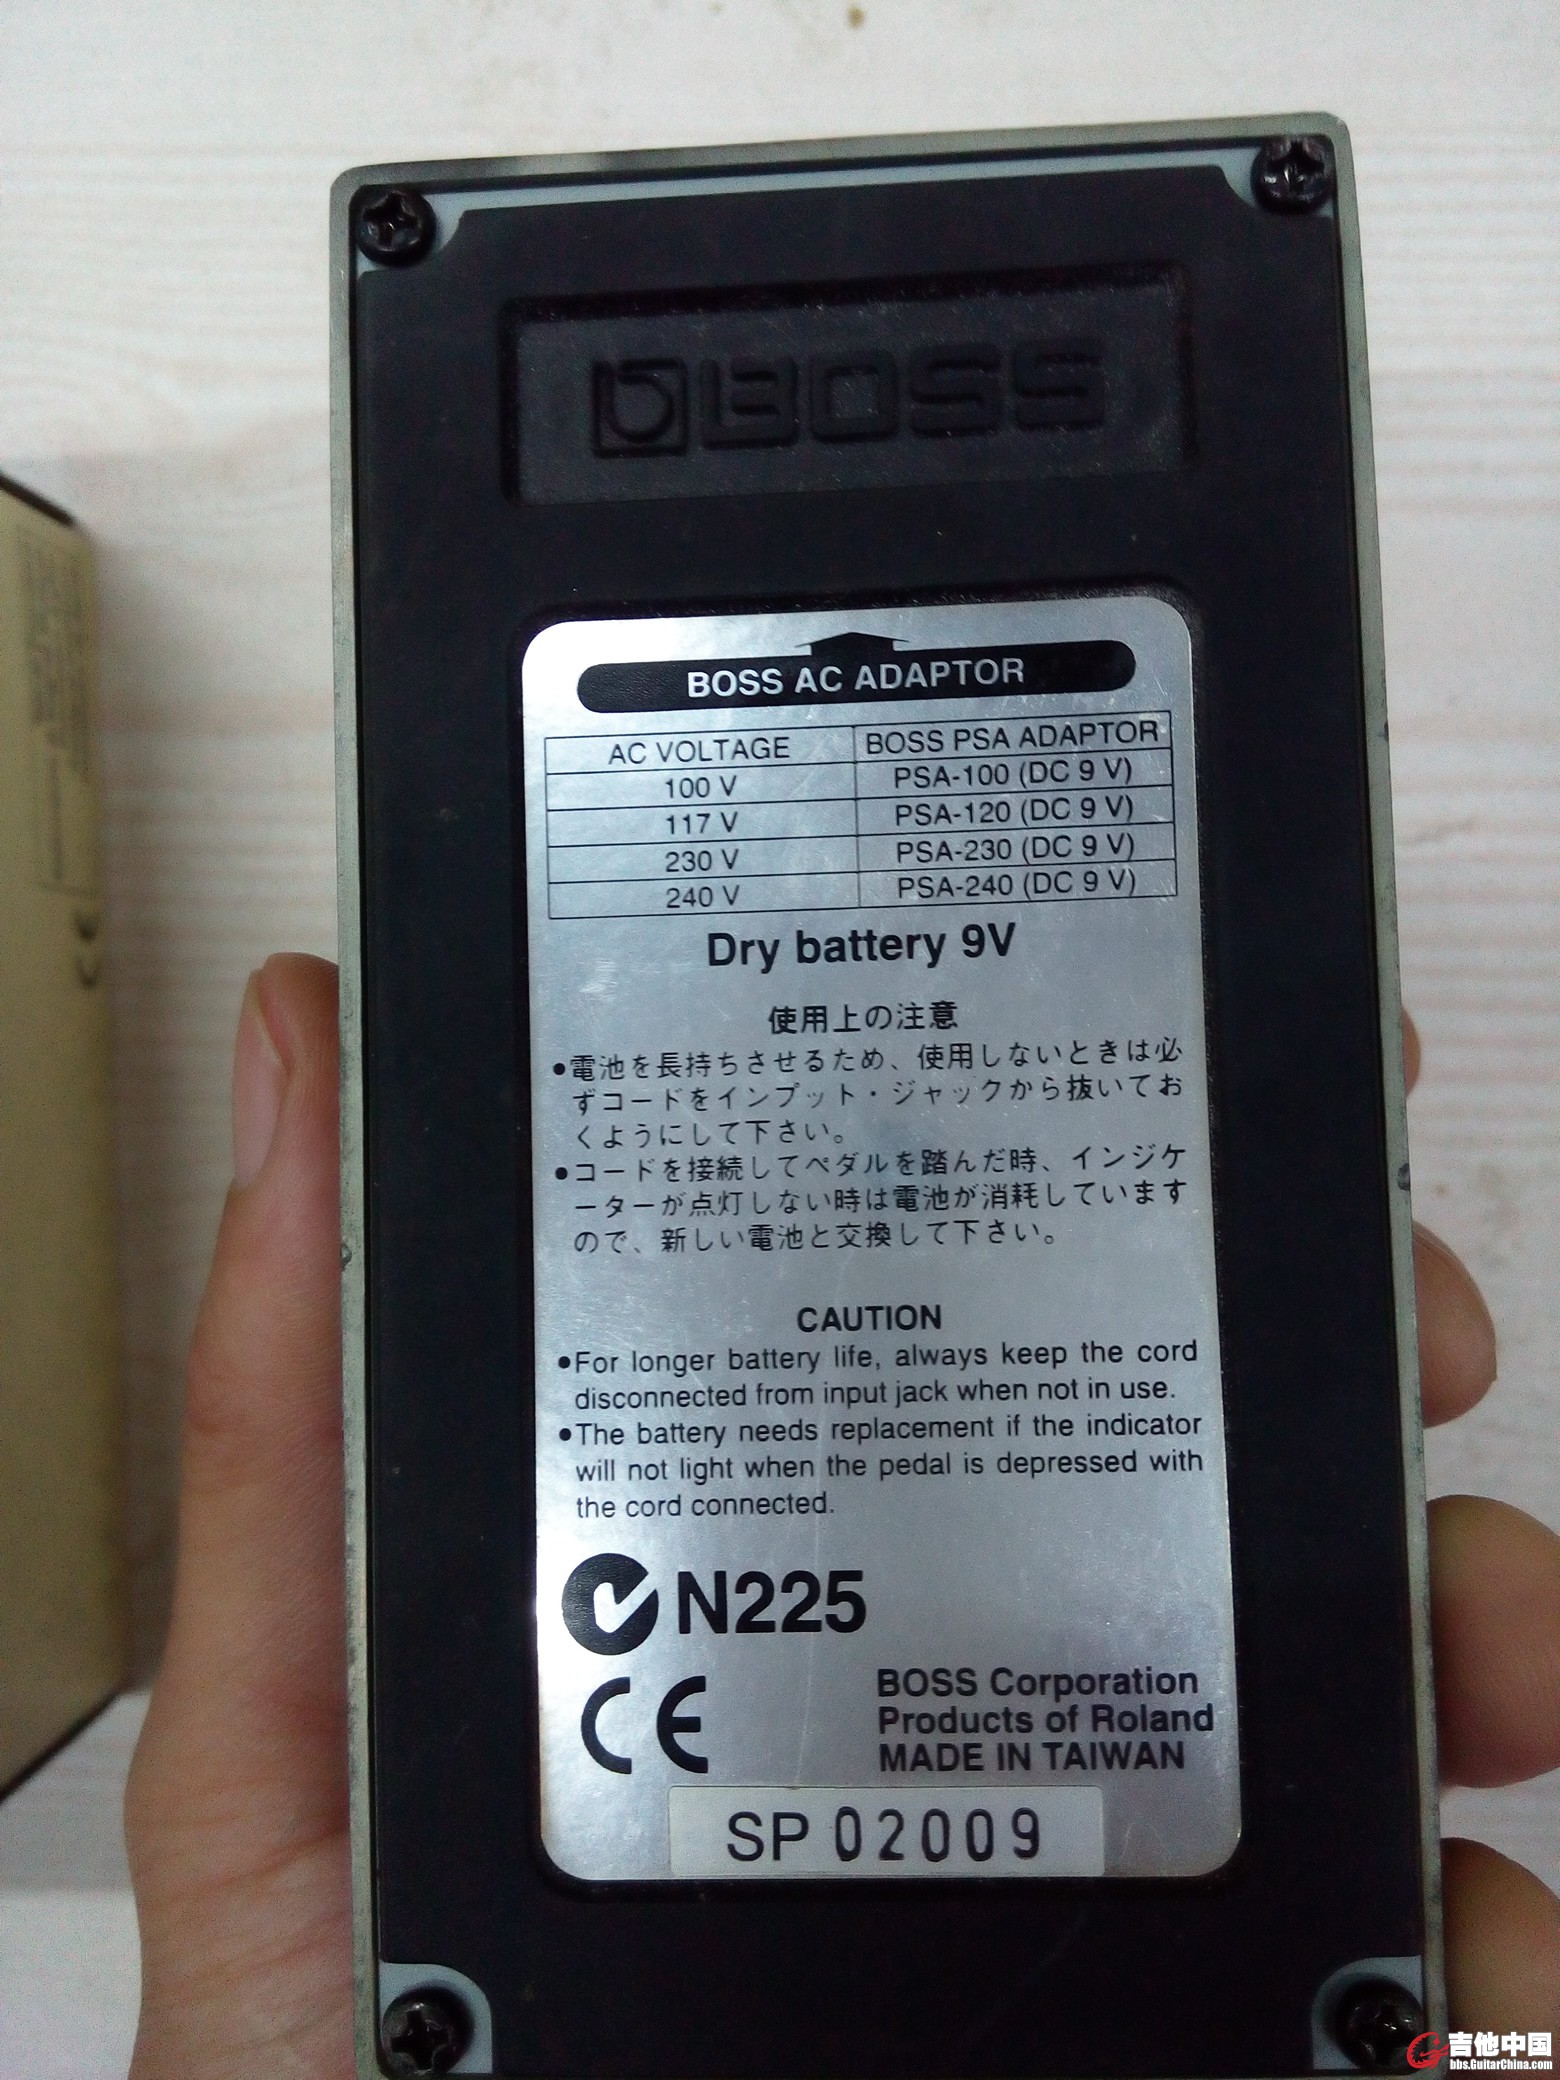 BOSS
BOSS AC ADAPTOR
AC VOLTAGE BOSS PSA ADAPTOR
100 V PSA-100 (DC 9 V)
117 V PSA-120 (DC 9 V)
230 V PSA-230 (DC 9 V)
240 V PSA-240 (DC 9 V)
Dry battery 9V
使用上の注意
●電池を長持ちさせるため、使用しないときは必
ずコードをインプット・ジャックから抜いてお
くようにして下さい。
●コードを接続してペダルを踏んだ時、インジケ
ーターが点灯しない時は電池が消耗しています
ので、新しい電池と交換して下さい。
CAUTION
●For longer battery life, always keep the cord
disconnected from input jack when not in use.
●The battery needs replacement if the indicator
will not light when the pedal is depressed with
the cord connected.
N225
CE
BOSS Corporation
Products of Roland
MADE IN TAIWAN
SP 02009
吉他中国
bbs.GuitarChina.com